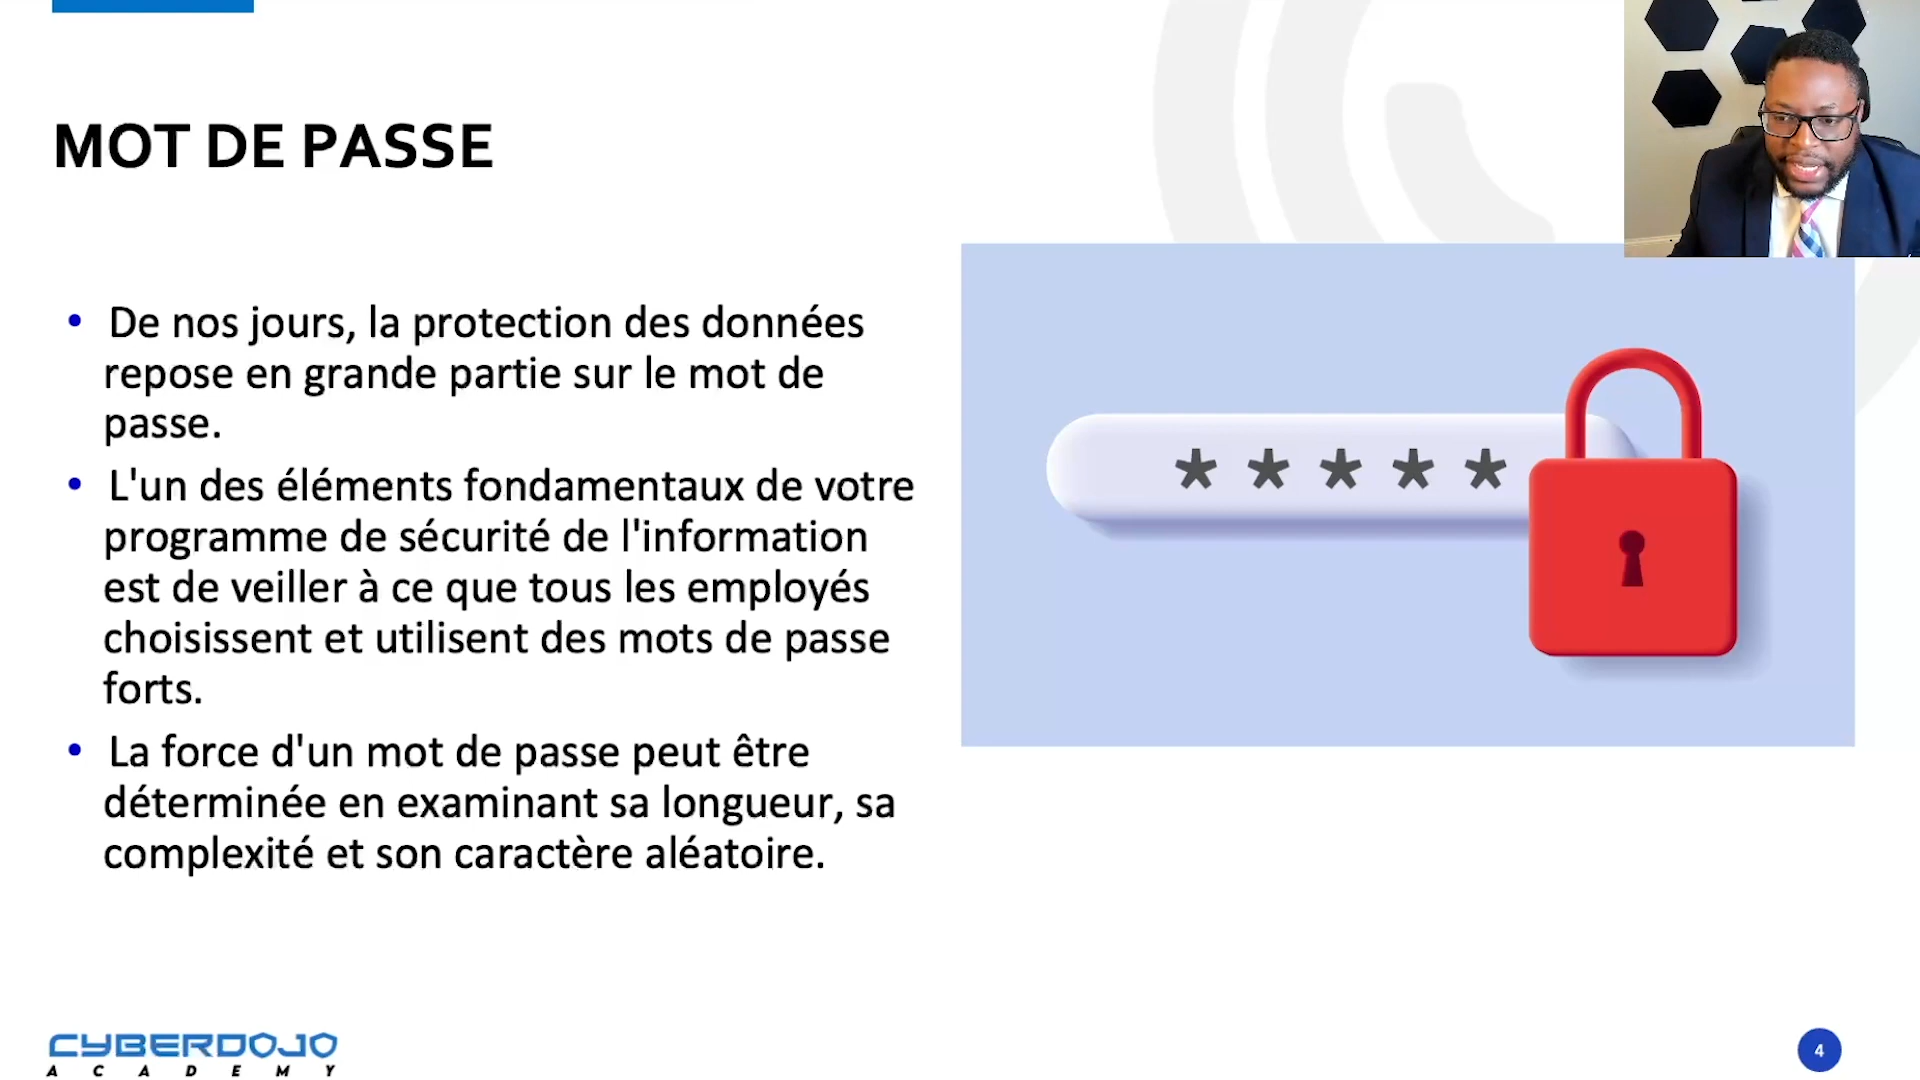 MOT DE PASSE
• De nos jours, la protection des données
repose en grande partie sur le mot de
passe.
• L'un des éléments fondamentaux de votre
programme de sécurité de l'information
est de veiller à ce que tous les employés
choisissent et utilisent des mots de passe
forts.
• La force d'un mot de passe peut être
déterminée en examinant sa longueur, sa
complexité et son caractère aléatoire.
* * * * *
CYBERDOJO
ACADEMY
4